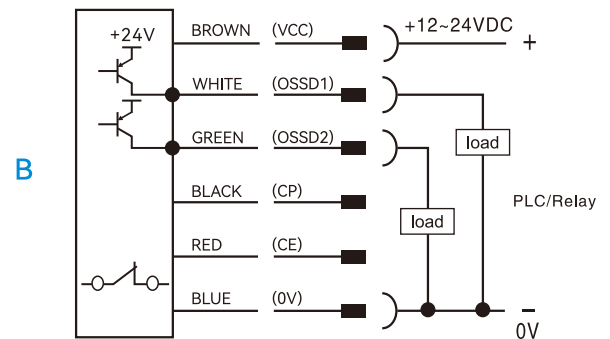 +24V BROWN (VCC) +12~24VDC +
WHITE (OSSD1)
load
GREEN (OSSD2)
B
BLACK (CP) PLC/Relay
load
RED (CE)
BLUE (0V) −
0V